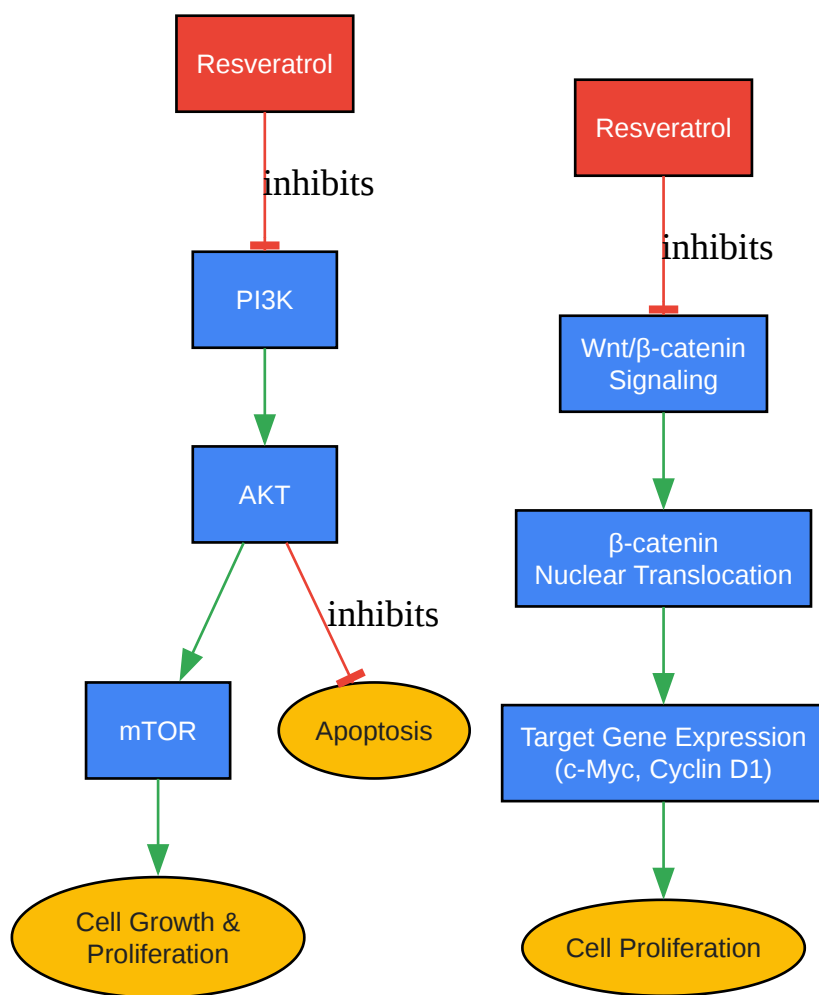 Resveratrol
inhibits
PI3K
AKT
inhibits
mTOR
Apoptosis
Cell Growth &
Proliferation
Resveratrol
inhibits
Wnt/β-catenin
Signaling
β-catenin
Nuclear Translocation
Target Gene Expression
(c-Myc, Cyclin D1)
Cell Proliferation